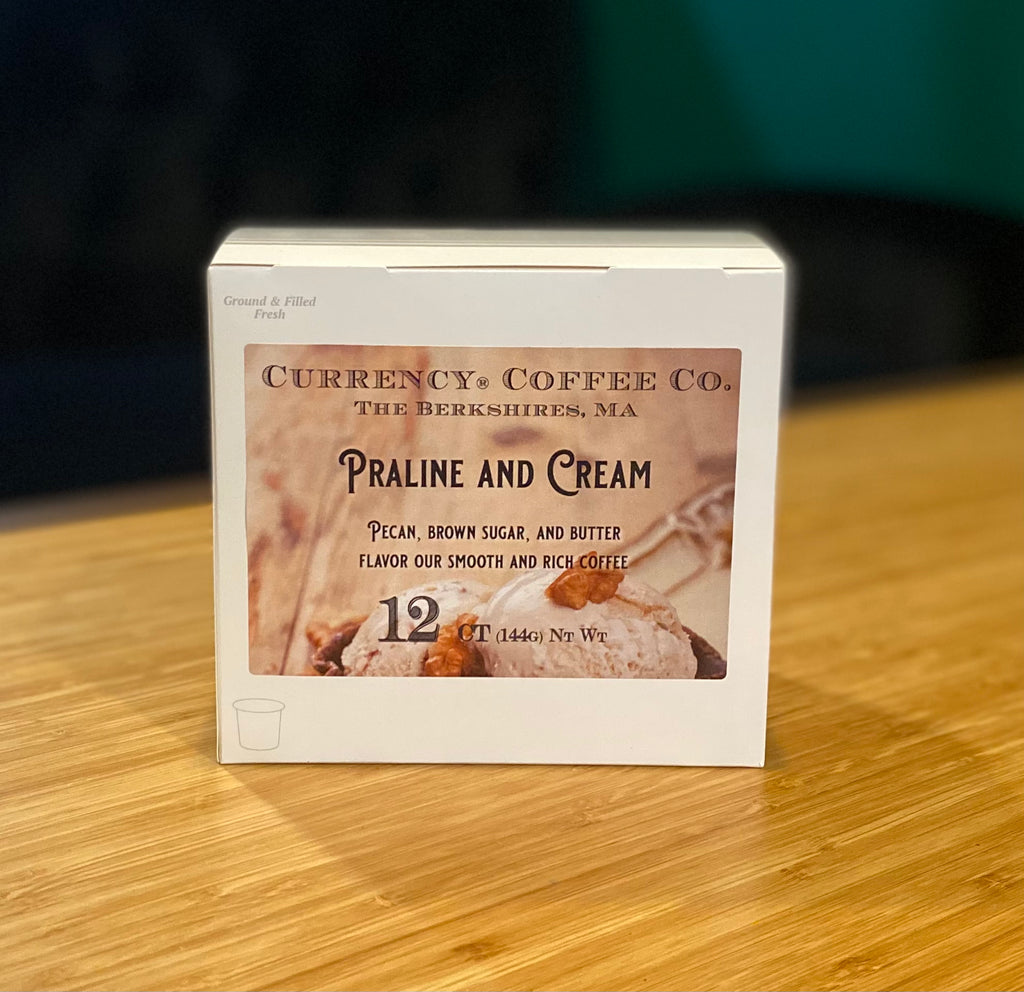 Ground & Filled
Fresh
Currency® Coffee Co.
The Berkshires, MA
Praline and Cream
Pecan, brown sugar, and butter
flavor our smooth and rich coffee
12 ct (144g) Nt Wt